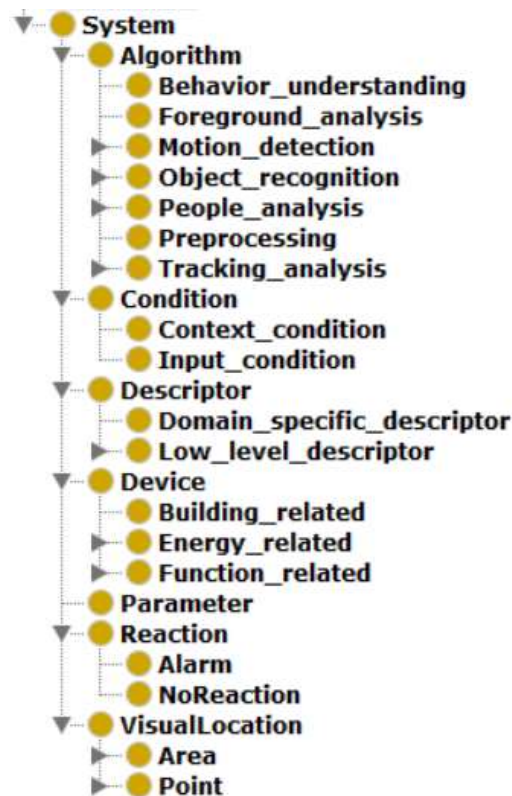 System
Algorithm
Behavior_understanding
Foreground_analysis
Motion_detection
Object_recognition
People_analysis
Preprocessing
Tracking_analysis
Condition
Context_condition
Input_condition
Descriptor
Domain_specific_descriptor
Low_level_descriptor
Device
Building_related
Energy_related
Function_related
Parameter
Reaction
Alarm
NoReaction
VisualLocation
Area
Point